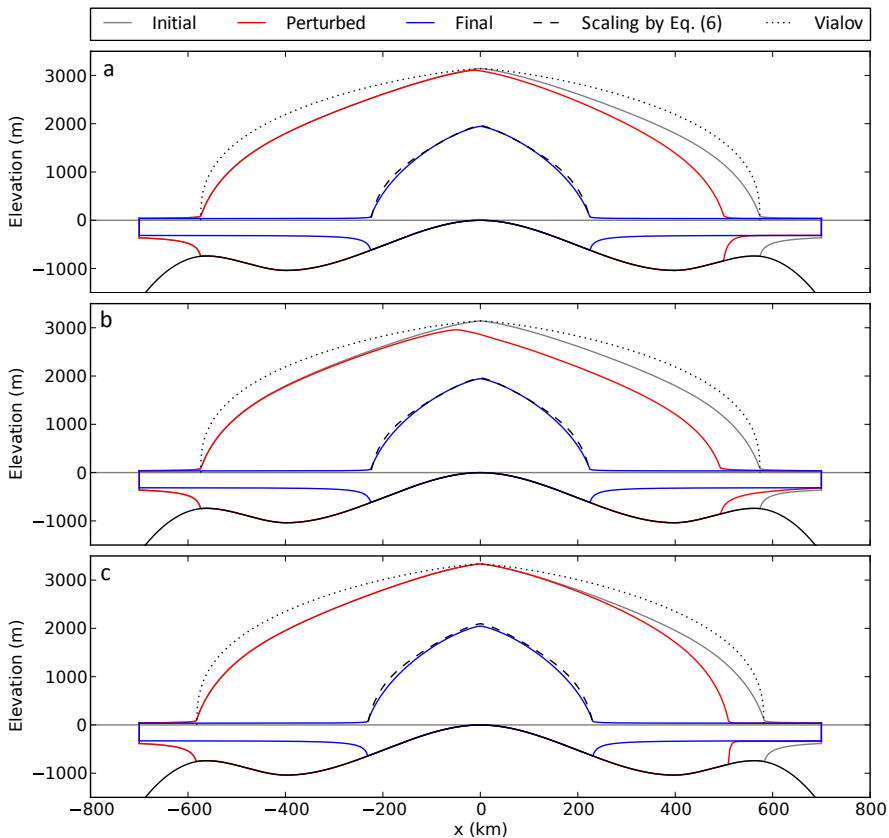 Initial Perturbed Final Scaling by Eq. (6) Vialov
a
3000
2000
1000
0
−1000
Elevation (m)
b
3000
2000
1000
0
−1000
Elevation (m)
c
3000
2000
1000
0
−1000
Elevation (m)
−800 −600 −400 −200 0 200 400 600 800
x (km)